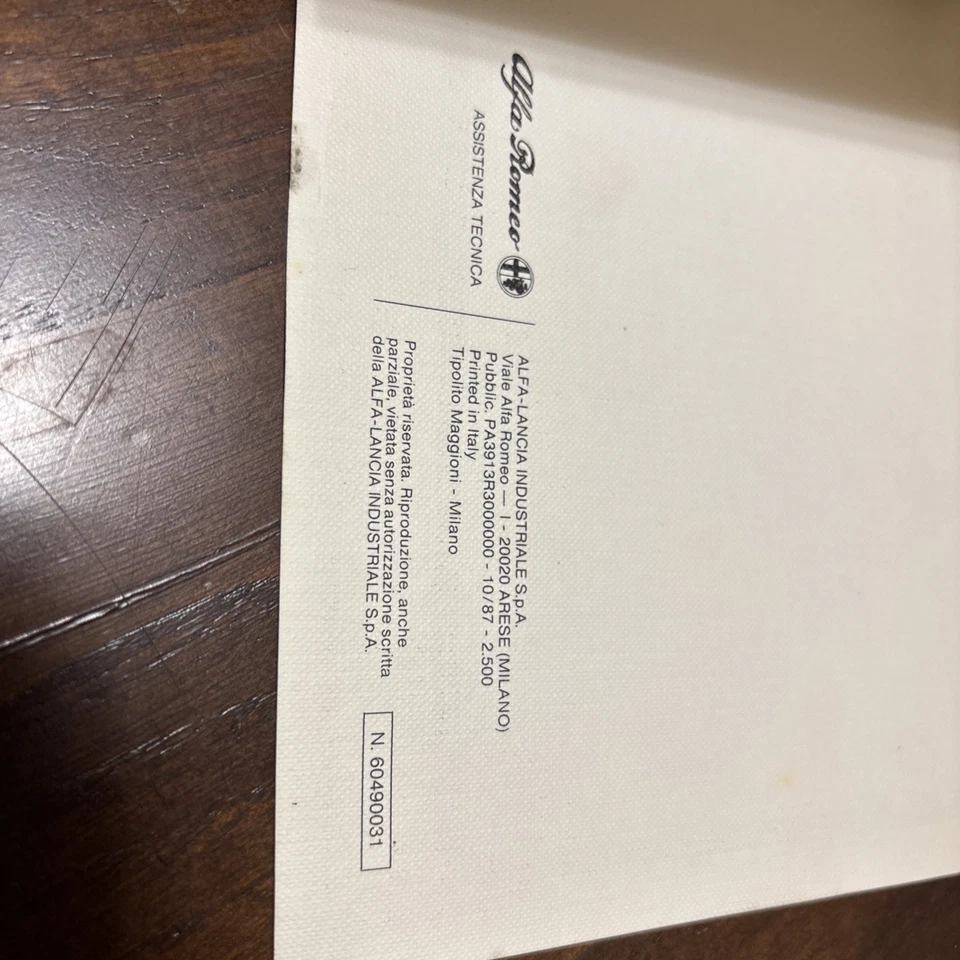 Alfa Romeo
ASSISTENZA TECNICA
ALFA-LANCIA INDUSTRIALE S.p.A.
Viale Alfa Romeo — I - 20020 ARESE (MILANO)
Pubblic. PA3913R3000000 - 10/87 - 2.500
Printed in Italy
Tipolito Maggioni - Milano
Proprietà riservata. Riproduzione, anche
parziale, vietata senza autorizzazione scritta
della ALFA-LANCIA INDUSTRIALE S.p.A.
N. 60490031